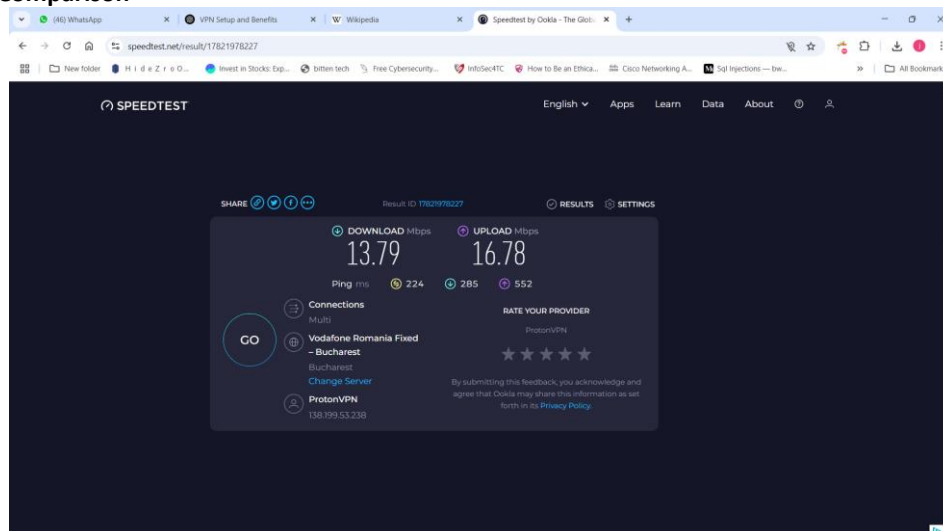 Comparison
(46) WhatsApp
VPN Setup and Benefits
Wikipedia
Speedtest by Ookla - The Glob
speedtest.net/result/17821978227
New folder
H i d e Z r o O...
Invest in Stocks: Exp...
bitten tech
Free Cybersecurity...
InfoSec4TC
How to Be an Ethica...
Cisco Networking A...
Sql Injections — bw...
All Bookmark
SPEEDTEST
English
Apps
Learn
Data
About
SHARE
Result ID 17821978227
RESULTS
SETTINGS
DOWNLOAD Mbps
UPLOAD Mbps
13.79
16.78
Ping ms 224 285 552
Connections
Multi
Vodafone Romania Fixed
– Bucharest
Bucharest
Change Server
ProtonVPN
138.199.53.238
GO
RATE YOUR PROVIDER
ProtonVPN
By submitting this feedback, you acknowledge and
agree that Ookla may share this information as set
forth in its Privacy Policy.